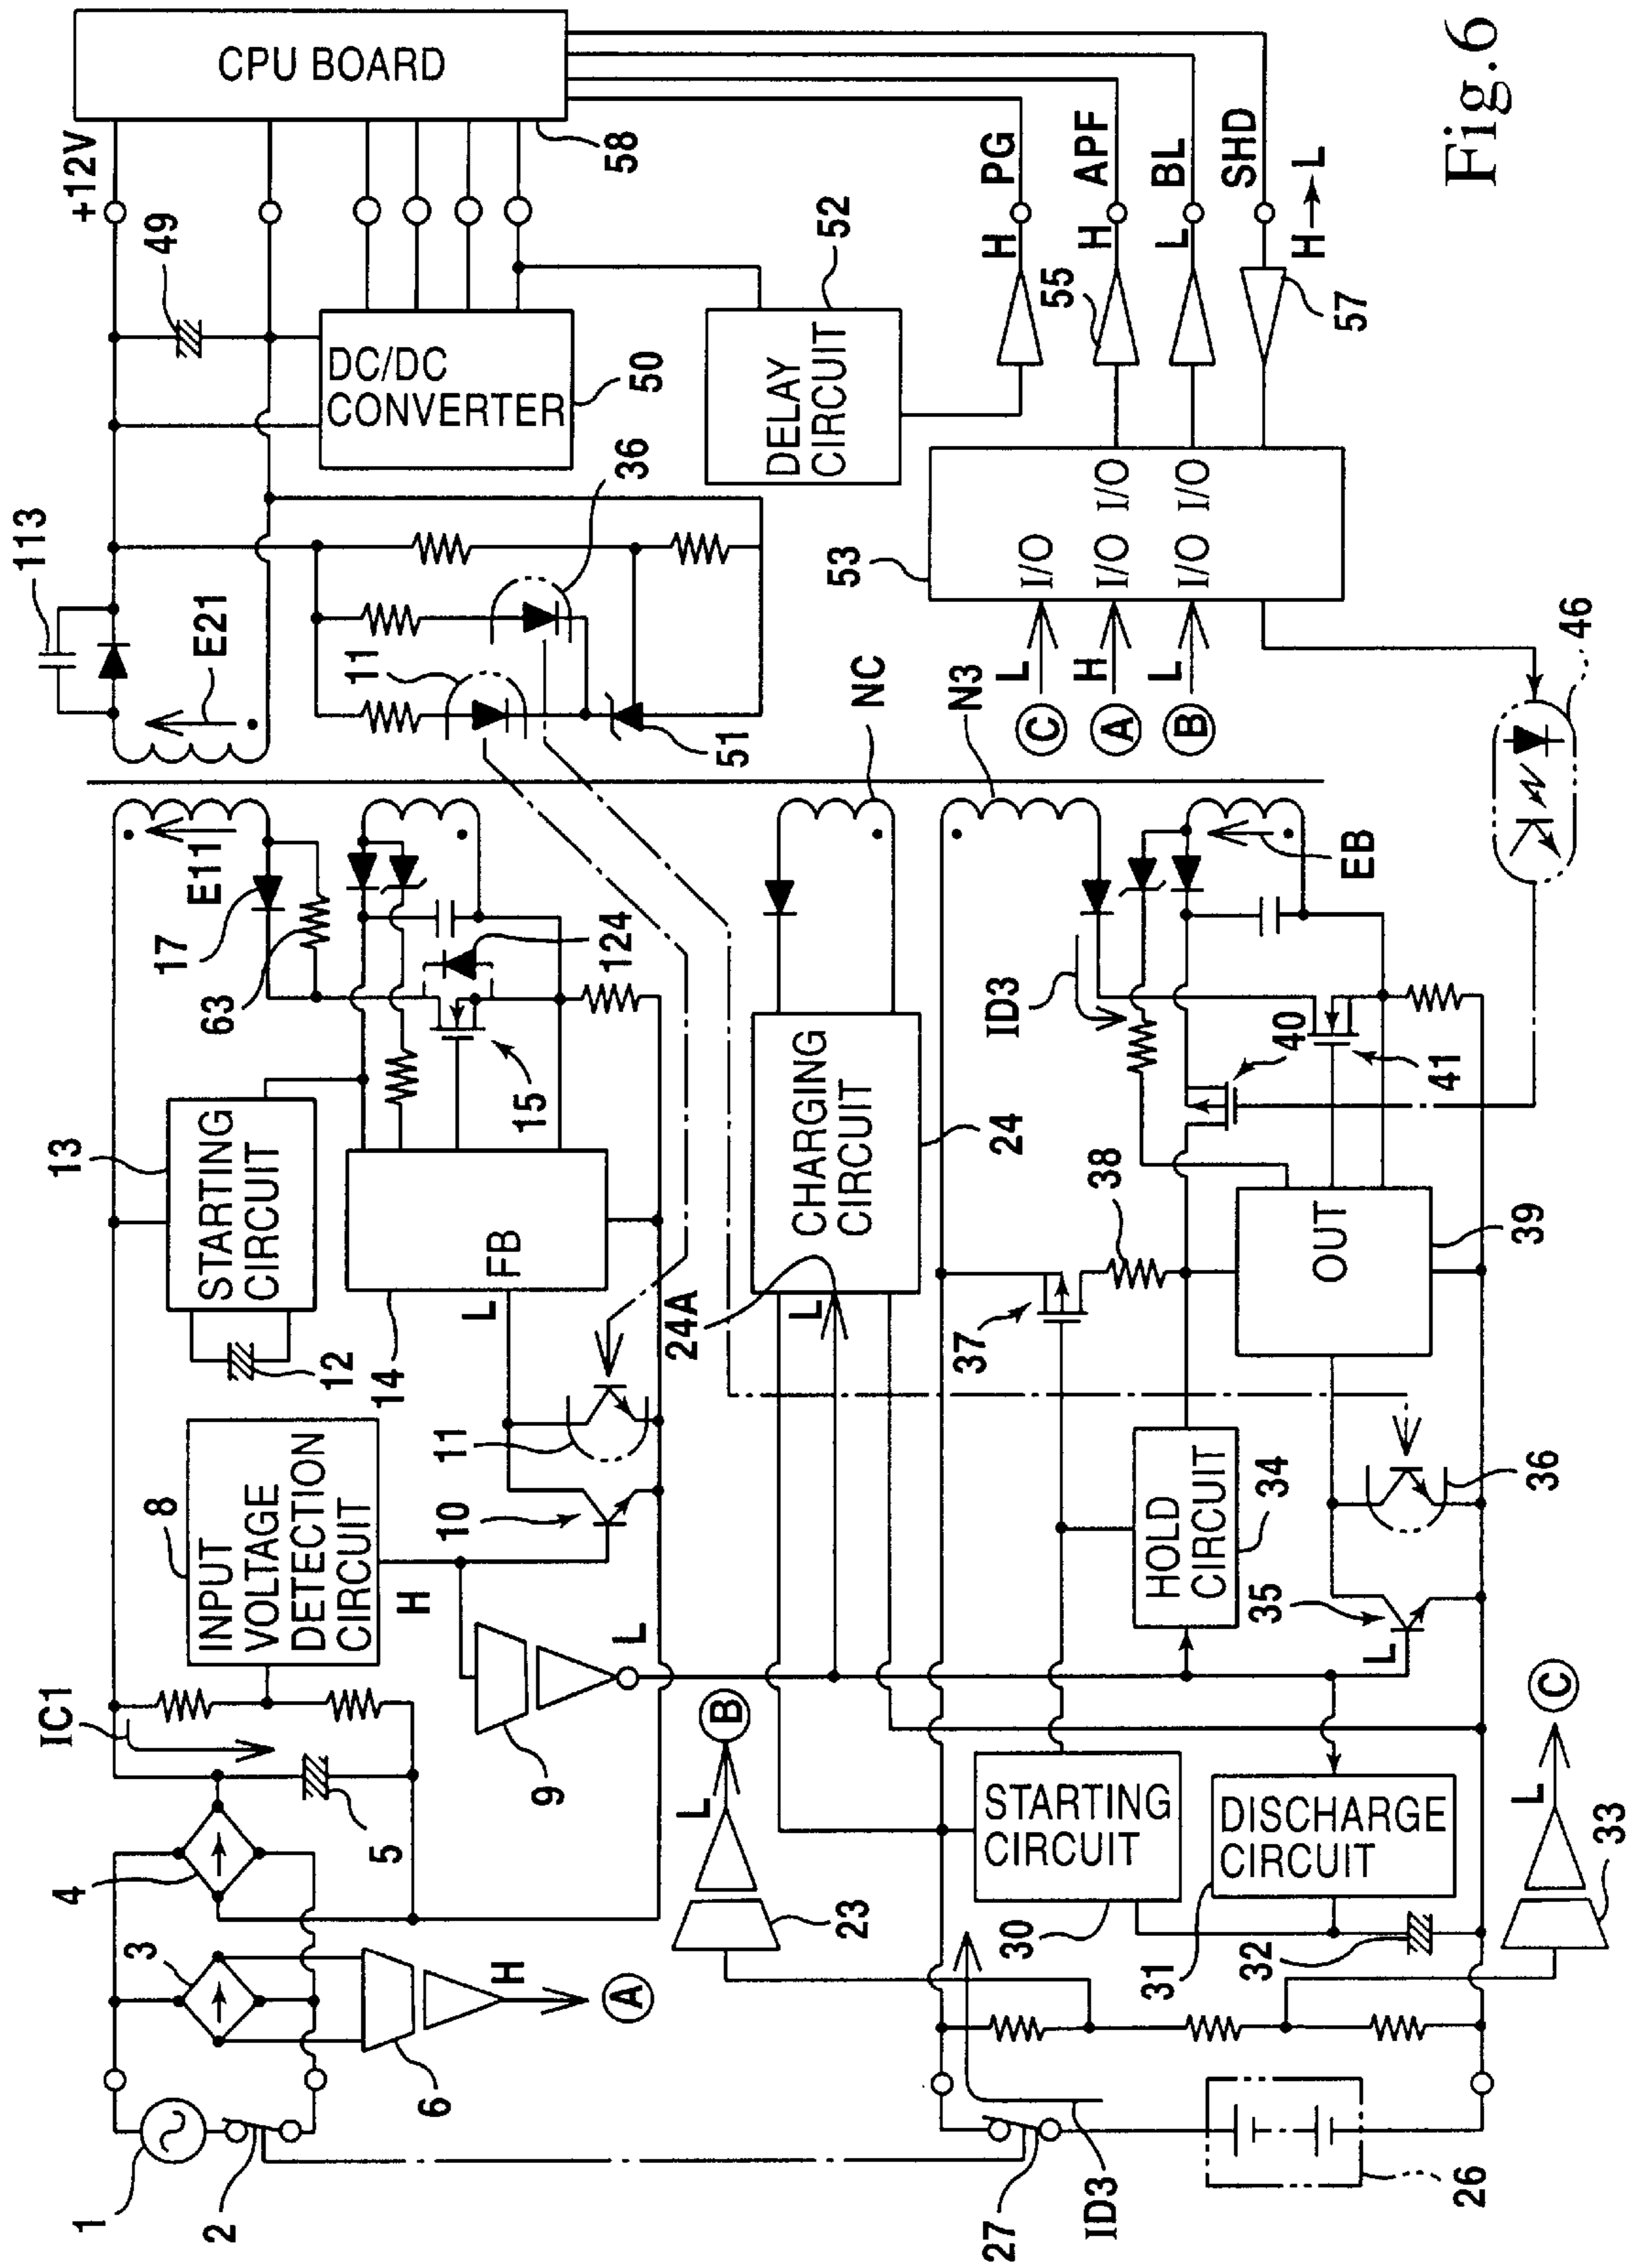 1
2
3
4
IC1
5
6
H
A
8
INPUT
VOLTAGE
DETECTION
CIRCUIT
H
9
L
10
11
12
13
STARTING
CIRCUIT
14
L
FB
15
17
63
E11
124
113
E21
11
36
51
49
+12V
DC/DC
CONVERTER
50
CPU BOARD
58
DELAY
CIRCUIT
52
53
I/O
I/O I/O
I/O I/O
C
L
A
H
B
L
H
PG
55
H
APF
L
BL
SHD
H→L
57
46
NC
N3
CHARGING
CIRCUIT
24
24A
L
B
L
23
27
ID3
26
STARTING
CIRCUIT
30
DISCHARGE
CIRCUIT
31
32
33
L
C
35
L
HOLD
CIRCUIT
34
36
37
38
OUT
39
40
41
ID3
EB
Fig.6